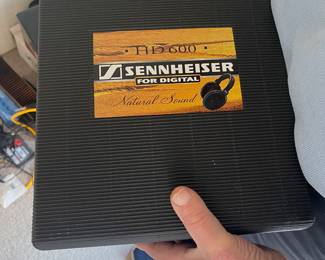 · HD 600 ·
SENNHEISER
FOR DIGITAL
Natural Sound